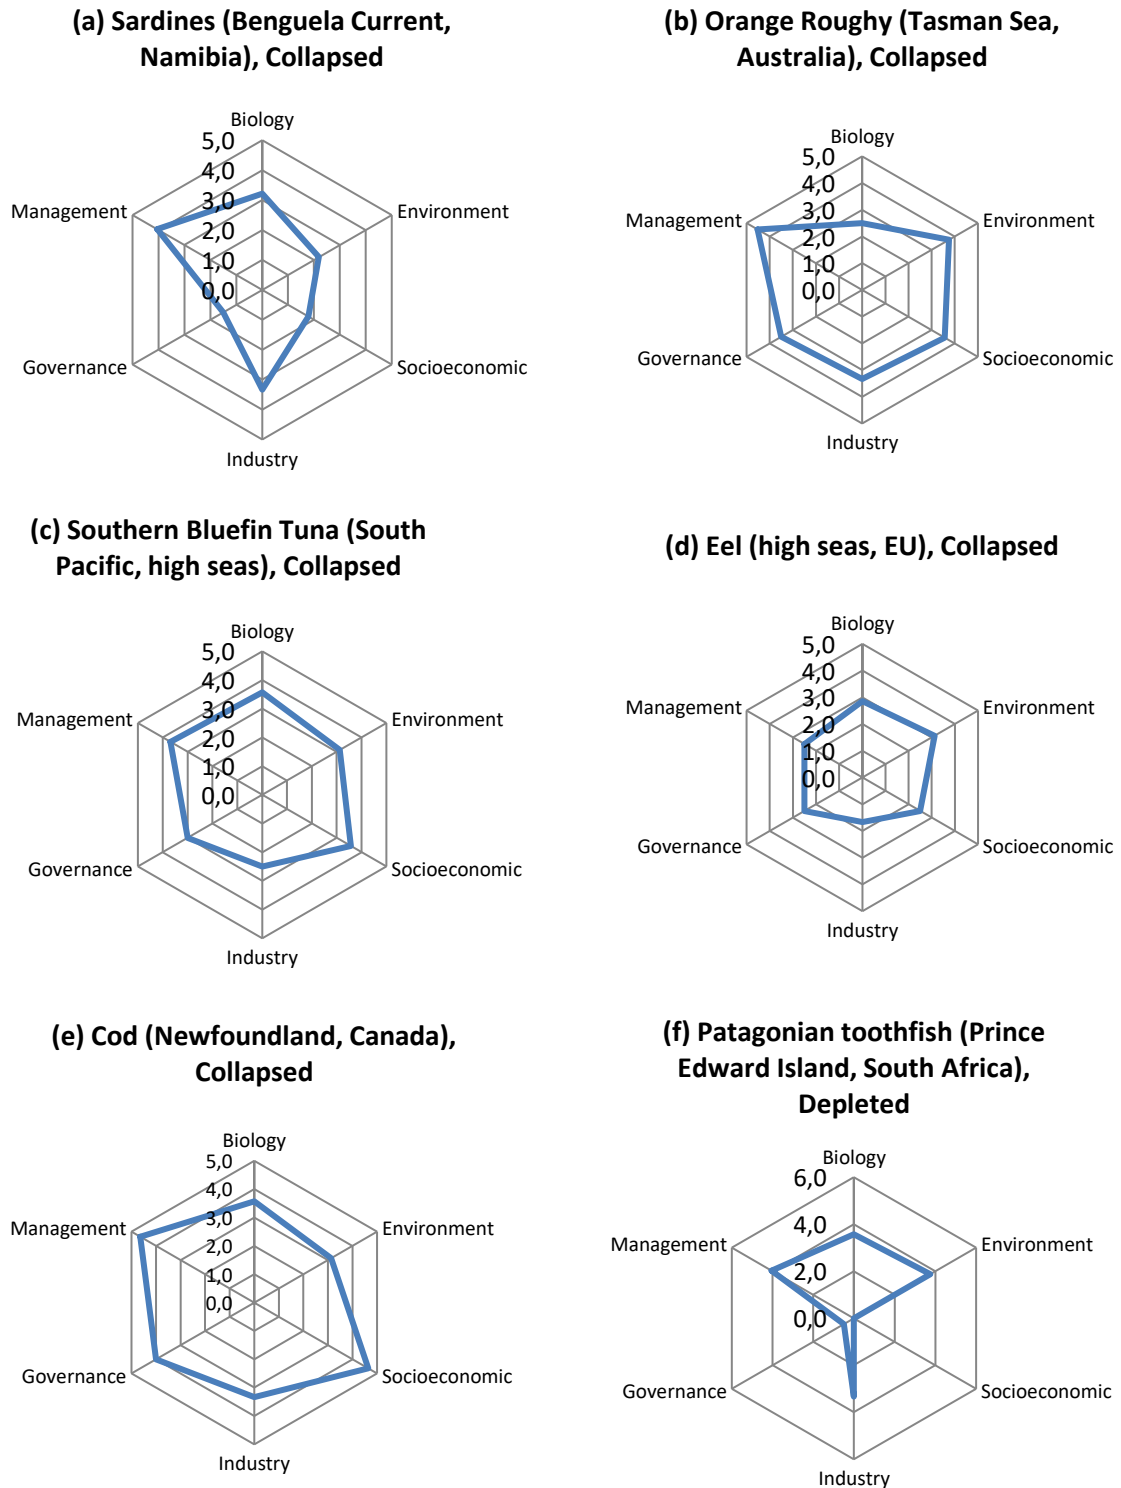 (a) Sardines (Benguela Current,
Namibia), Collapsed
Biology
5,0
4,0
3,0
2,0
1,0
0,0
Management
Environment
Governance
Socioeconomic
Industry
(b) Orange Roughy (Tasman Sea,
Australia), Collapsed
Biology
5,0
4,0
3,0
2,0
1,0
0,0
Management
Environment
Governance
Socioeconomic
Industry
(c) Southern Bluefin Tuna (South
Pacific, high seas), Collapsed
Biology
5,0
4,0
3,0
2,0
1,0
0,0
Management
Environment
Governance
Socioeconomic
Industry
(d) Eel (high seas, EU), Collapsed
Biology
5,0
4,0
3,0
2,0
1,0
0,0
Management
Environment
Governance
Socioeconomic
Industry
(e) Cod (Newfoundland, Canada),
Collapsed
Biology
5,0
4,0
3,0
2,0
1,0
0,0
Management
Environment
Governance
Socioeconomic
Industry
(f) Patagonian toothfish (Prince
Edward Island, South Africa),
Depleted
Biology
6,0
4,0
2,0
0,0
Management
Environment
Governance
Socioeconomic
Industry